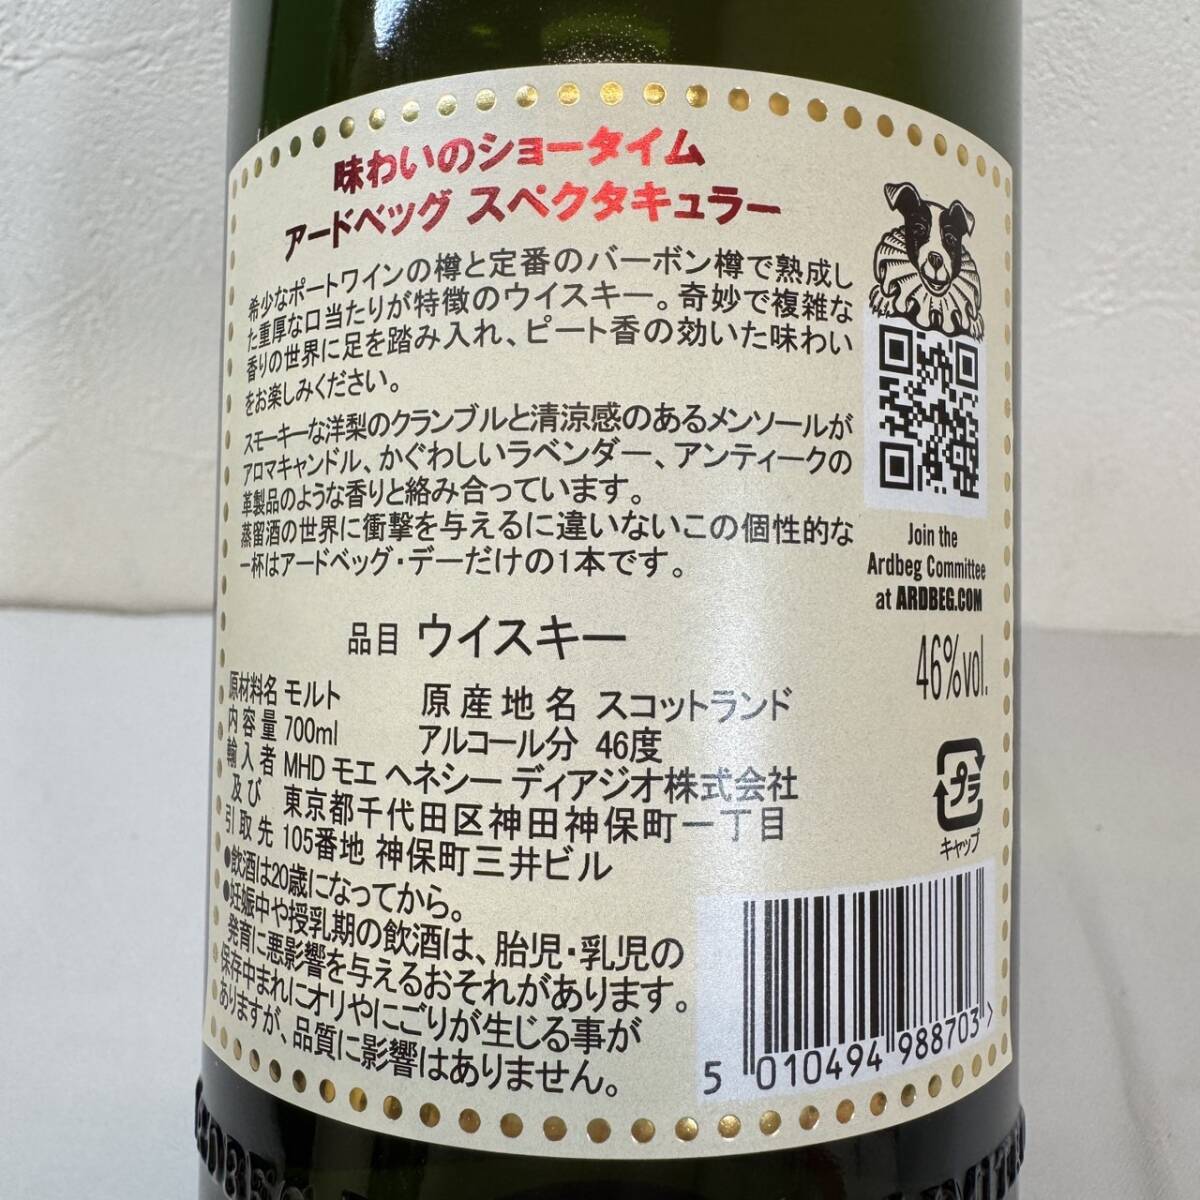 味わいのショータイム
アードベッグ スペクタキュラー
希少なポートワインの樽と定番のバーボン樽で熟成し
た重厚な口当たりが特徴のウイスキー。奇妙で複雑な
香りの世界に足を踏み入れ、ピート香の効いた味わい
をお楽しみください。
スモーキーな洋梨のクランブルと清涼感のあるメンソールが
アロマキャンドル、かぐわしいラベンダー、アンティークの
革製品のような香りと絡み合っています。
蒸留酒の世界に衝撃を与えるに違いないこの個性的な
一杯はアードベッグ・デーだけの1本です。
Join the
Ardbeg Committee
at ARDBEG.COM
品目 ウイスキー
46%vol.
原材料名 モルト 原産地名 スコットランド
内容量 700ml アルコール分 46度
輸入者 MHD モエ ヘネシー ディアジオ株式会社
及び 東京都千代田区神田神保町一丁目
引取先 105番地 神保町三井ビル
プラ
キャップ
●飲酒は20歳になってから。
●妊娠中や授乳期の飲酒は、胎児・乳児の
発育に悪影響を与えるおそれがあります。
●保存中まれにオリやにごりが生じる事が
ありますが、品質に影響はありません。
5 010494 988703 >